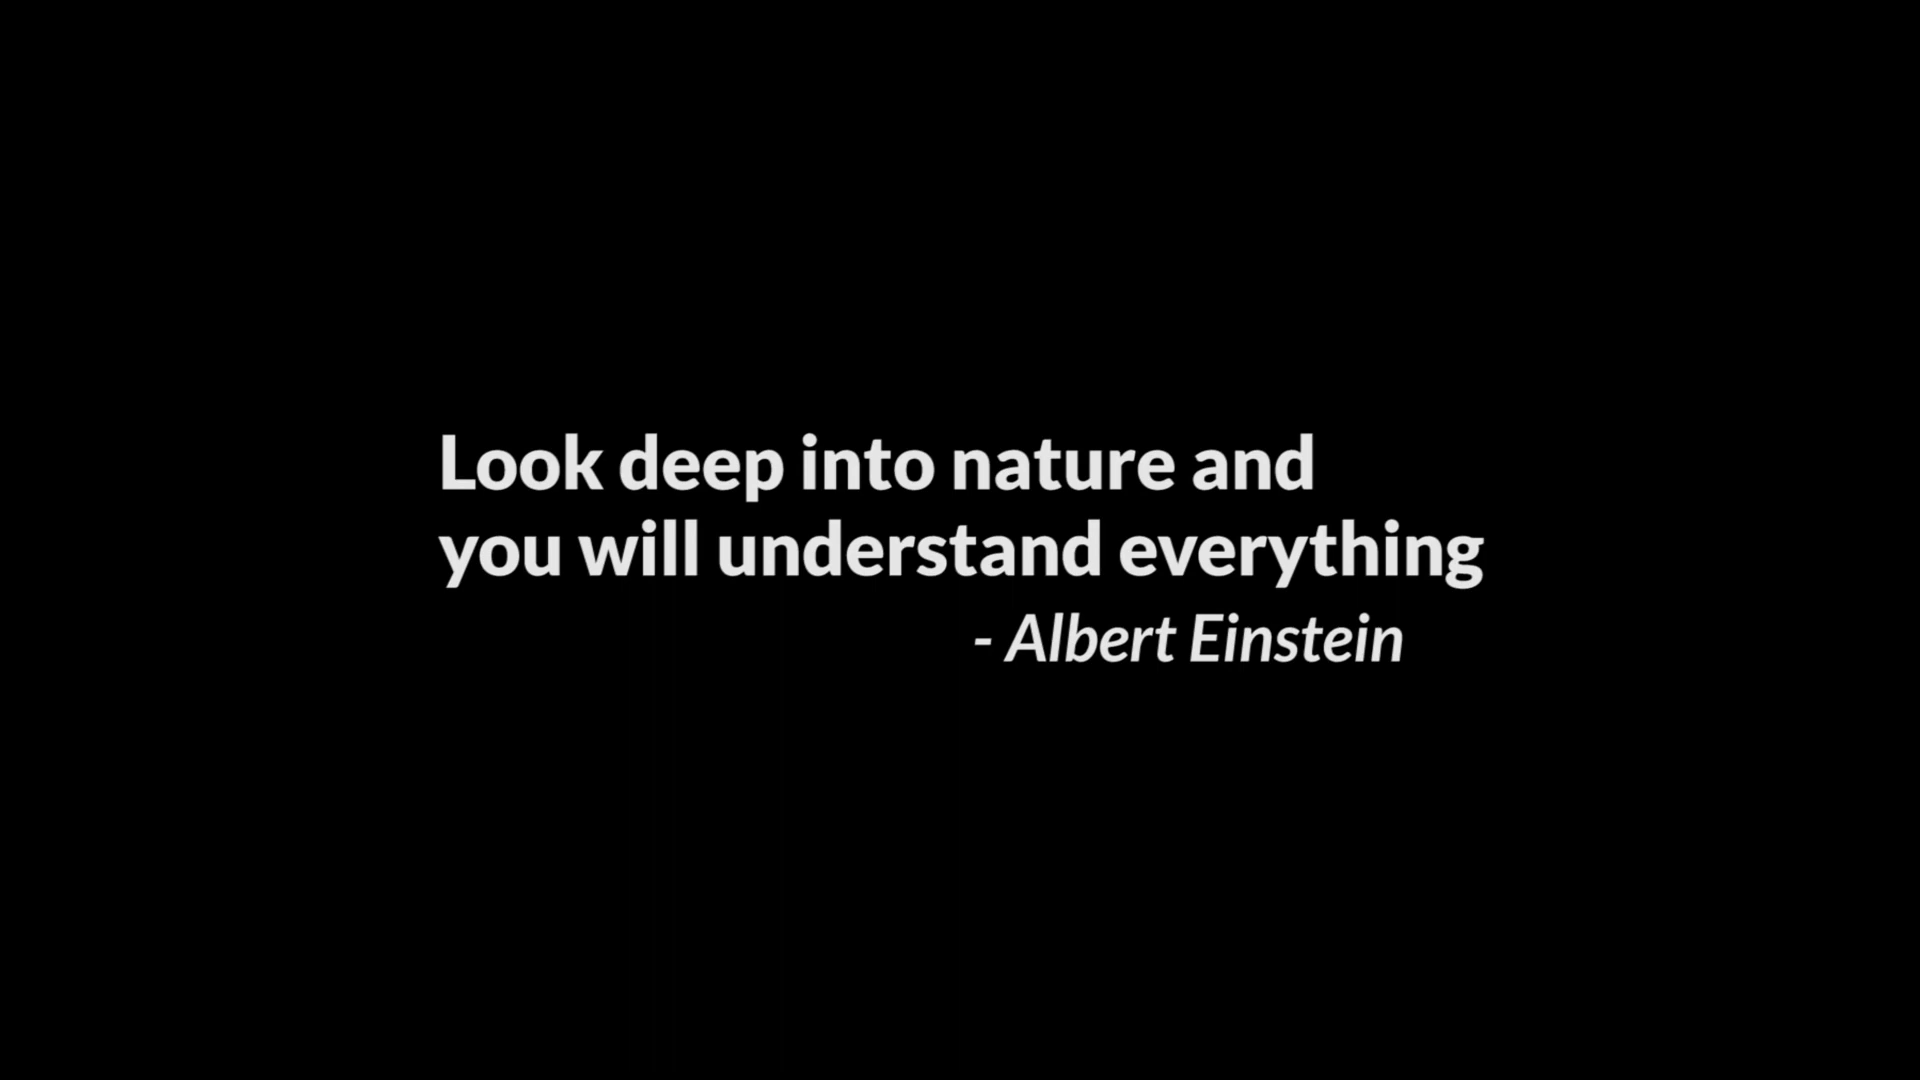 Look deep into nature and
you will understand everything
- Albert Einstein